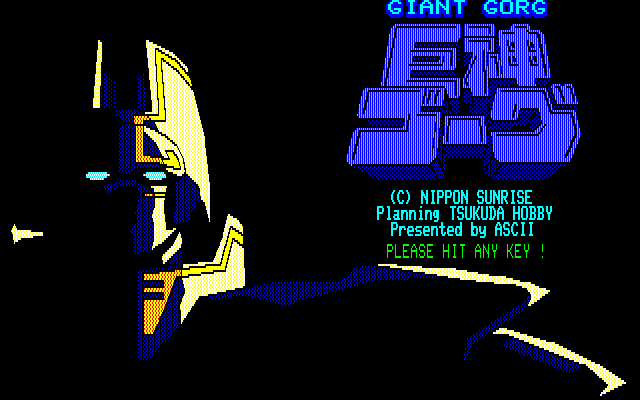 GIANT GORG
巨神
ゴーグ
(C) NIPPON SUNRISE
Planning TSUKUDA HOBBY
Presented by ASCII
PLEASE HIT ANY KEY !